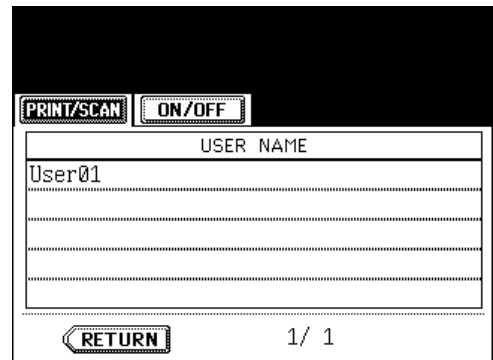 PRINT/SCAN ON/OFF
USER NAME
User01
RETURN 1/ 1